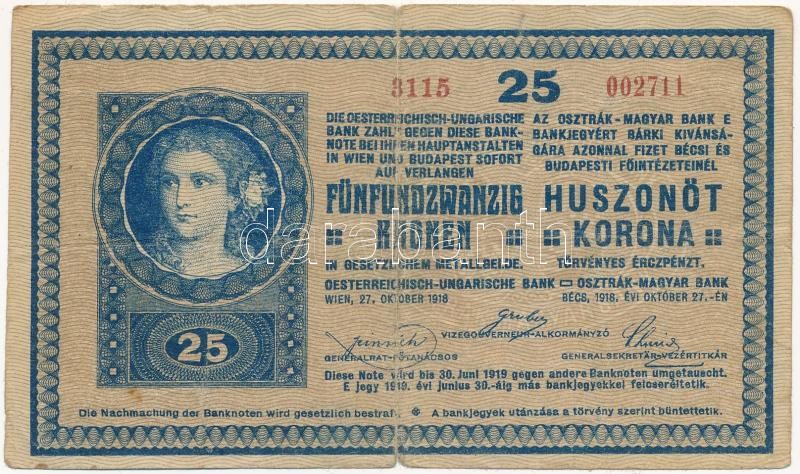 3115 25 002711
DIE OESTERREICHISCH-UNGARISCHE
BANK ZAHLT GEGEN DIESE BANK-
NOTE BEI IHREN HAUPTANSTALTEN
IN WIEN UND BUDAPEST SOFORT
AUF VERLANGEN
FÜNFUNDZWANZIG
KRONEN
IN GESETZLICHEM METALLGELDE.
AZ OSZTRÁK-MAGYAR BANK E
BANKJEGYÉRT BÁRKI KIVÁNSÁ-
GÁRA AZONNAL FIZET BÉCSI ÉS
BUDAPESTI FŐINTÉZETEINÉL
HUSZONÖT
KORONA
TÖRVÉNYES ÉRCZPÉNZT.
OESTERREICHISCH-UNGARISCHE BANK OSZTRÁK-MAGYAR BANK
WIEN, 27. OKTOBER 1918 BÉCS, 1918. ÉVI OKTÓBER 27.-ÉN
Gruber
VIZEGOUVERNEUR-ALKORMÁNYZÓ
GENERALRAT-FŐTANÁCSOS GENERALSEKRETÄR-VEZÉRTITKÁR
Diese Note wird bis 30. Juni 1919 gegen andere Banknoten umgetauscht.
E jegy 1919. évi junius 30.-áig más bankjegyekkel felcseréltetik.
25
Die Nachmachung der Banknoten wird gesetzlich bestraft. A bankjegyek utánzása a törvény szerint büntettetik.
darabanth